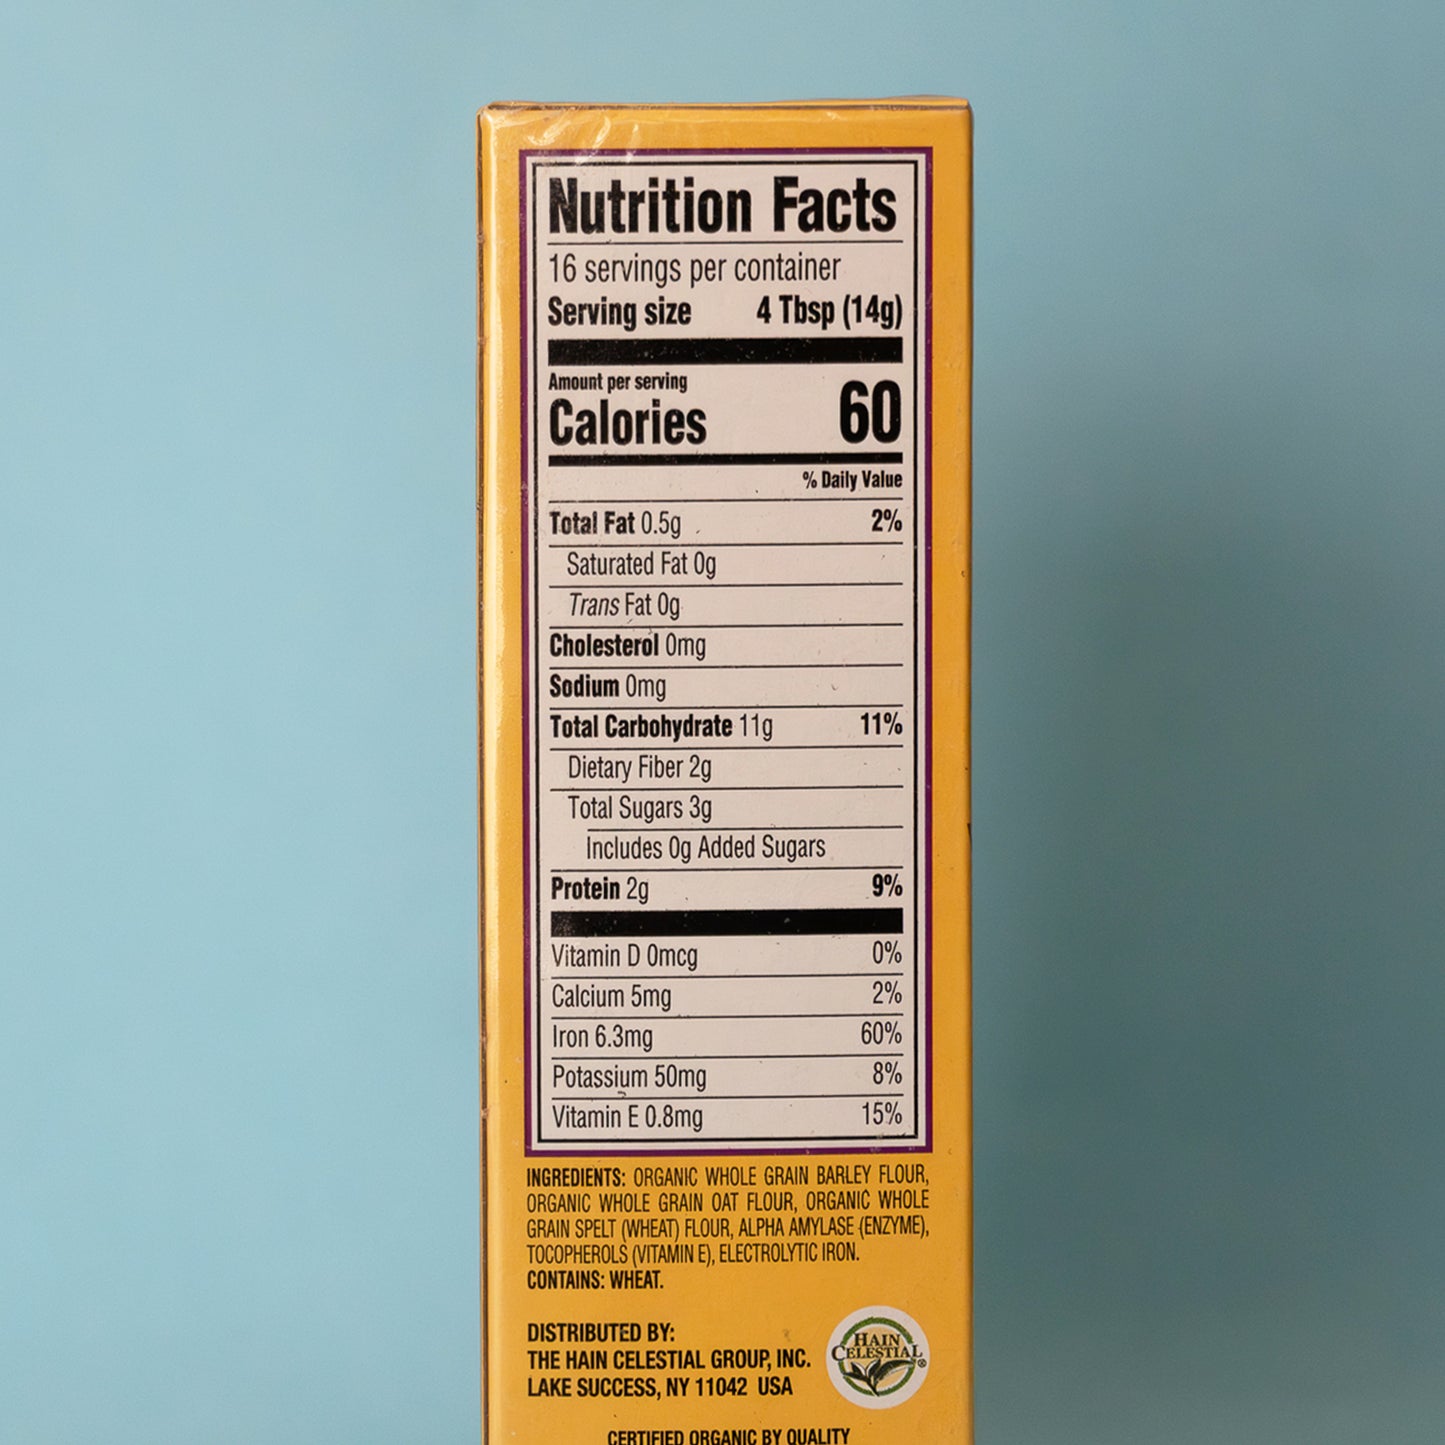 Nutrition Facts
16 servings per container
Serving size 4 Tbsp (14g)
Amount per serving
Calories 60
% Daily Value
Total Fat 0.5g 2%
Saturated Fat 0g
Trans Fat 0g
Cholesterol 0mg
Sodium 0mg
Total Carbohydrate 11g 11%
Dietary Fiber 2g
Total Sugars 3g
Includes 0g Added Sugars
Protein 2g 9%
Vitamin D 0mcg 0%
Calcium 5mg 2%
Iron 6.3mg 60%
Potassium 50mg 8%
Vitamin E 0.8mg 15%
INGREDIENTS: ORGANIC WHOLE GRAIN BARLEY FLOUR,
ORGANIC WHOLE GRAIN OAT FLOUR, ORGANIC WHOLE
GRAIN SPELT (WHEAT) FLOUR, ALPHA AMYLASE (ENZYME),
TOCOPHEROLS (VITAMIN E), ELECTROLYTIC IRON.
CONTAINS: WHEAT.
DISTRIBUTED BY:
THE HAIN CELESTIAL GROUP, INC.
LAKE SUCCESS, NY 11042 USA
HAIN
CELESTIAL®
CERTIFIED ORGANIC BY QUALITY